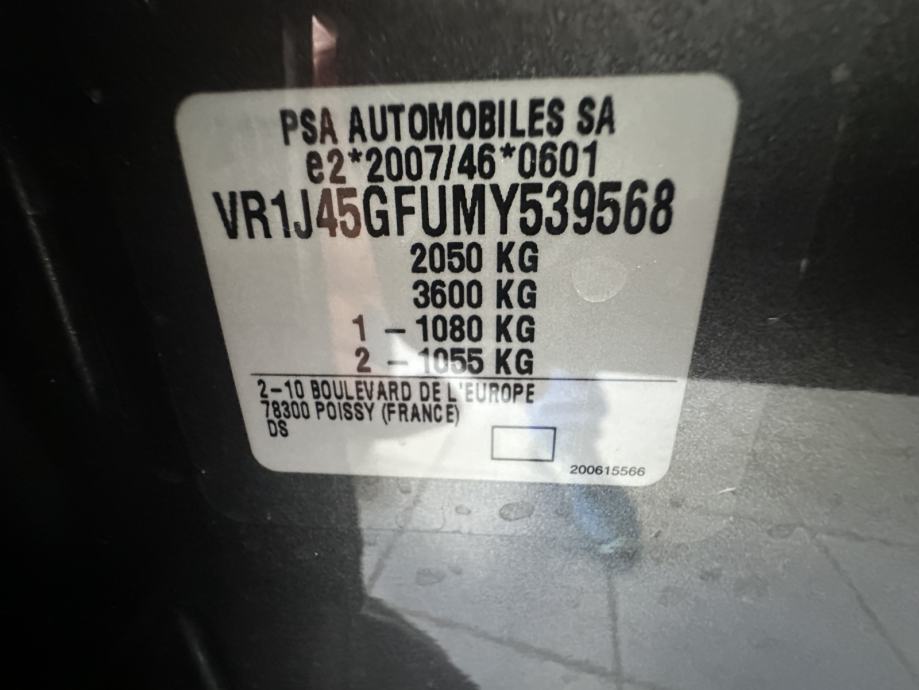 PSA AUTOMOBILES SA
e2*2007/46*0601
VR1J45GFUMY539568
2050 KG
3600 KG
1 - 1080 KG
2 - 1055 KG
2-10 BOULEVARD DE L'EUROPE
78300 POISSY (FRANCE)
DS
200615566